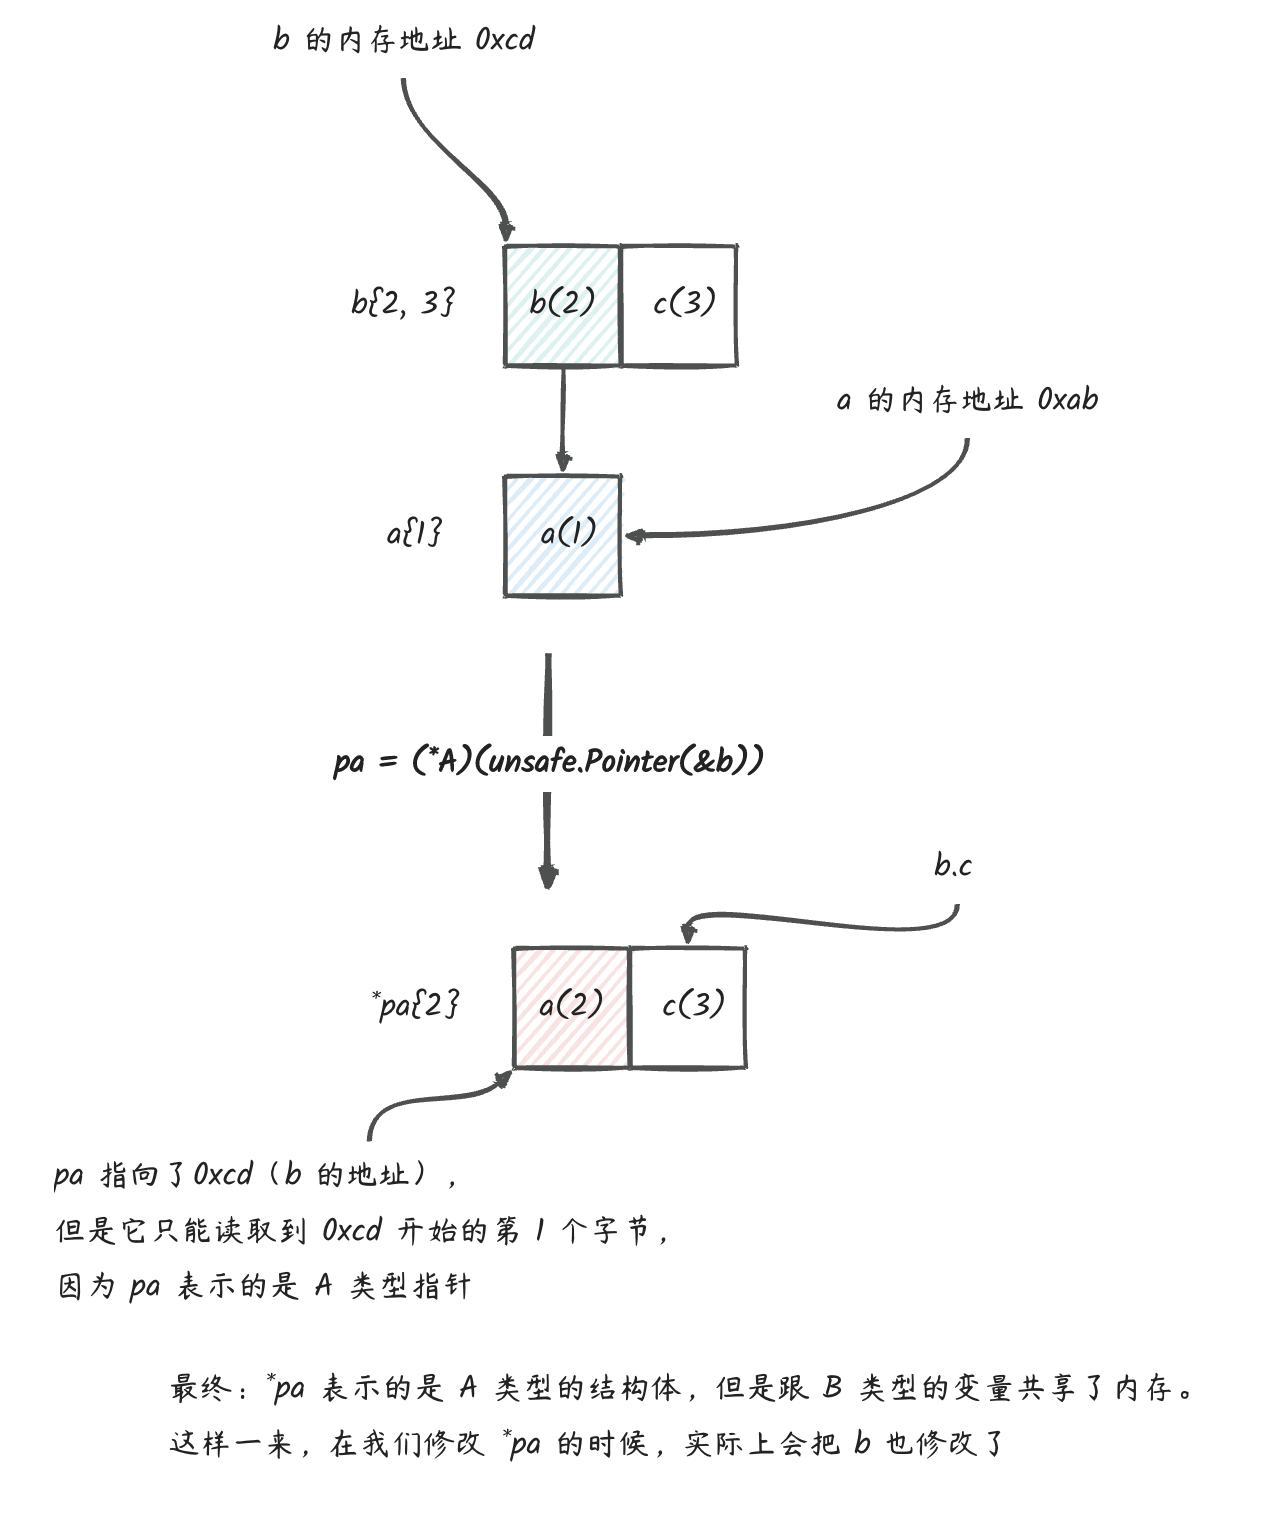 b 的内存地址 0xcd
b{2, 3}
b(2)
c(3)
a 的内存地址 0xab
a{1}
a(1)
pa = (*A)(unsafe.Pointer(&b))
b.c
*pa{2}
a(2)
c(3)
pa 指向了0xcd（b 的地址），
但是它只能读取到 0xcd 开始的第 1 个字节，
因为 pa 表示的是 A 类型指针
最终：*pa 表示的是 A 类型的结构体，但是跟 B 类型的变量共享了内存。
这样一来，在我们修改 *pa 的时候，实际上会把 b 也修改了